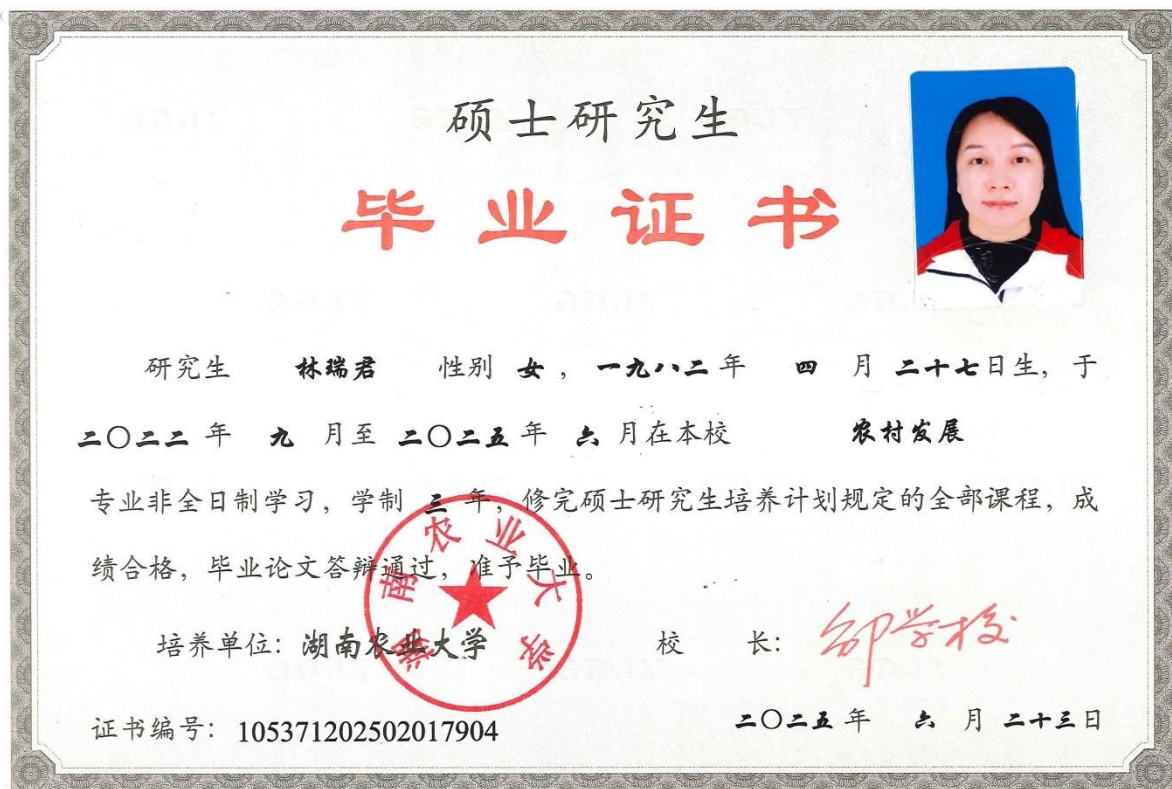 硕士研究生
毕业证书
研究生 林瑞君 性别 女，一九八二年 四 月 二十七日生，于
二〇二二 年 九 月至 二〇二五 年 六 月在本校 农村发展
专业非全日制学习，学制 三 年，修完硕士研究生培养计划规定的全部课程，成
绩合格，毕业论文答辩通过，准予毕业。
湖南农业大学
培养单位：湖南农业大学 校 长：邹学校
证书编号：105371202502017904 二〇二五 年 六 月 二十三日